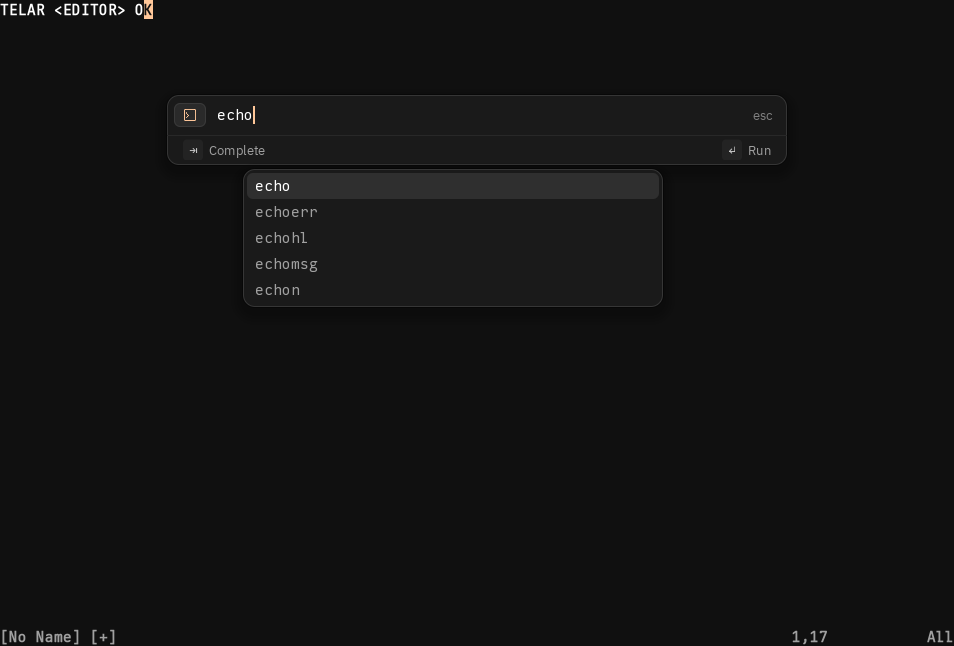 TELAR <EDITOR> OK
echo esc
Complete Run
echo
echoerr
echohl
echomsg
echon
[No Name] [+] 1,17 All